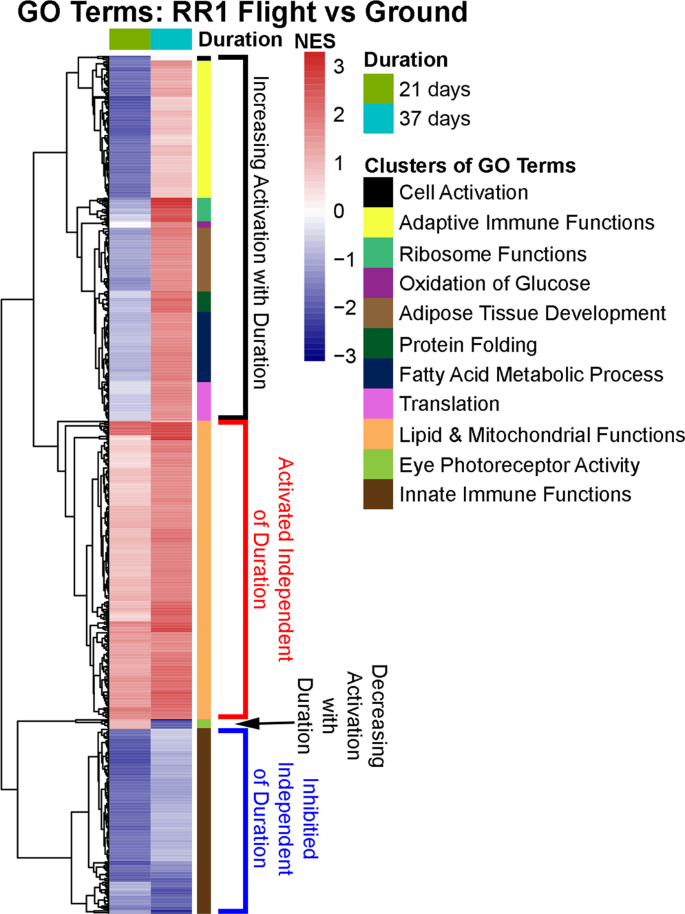 GO Terms: RR1 Flight vs Ground
Duration
NES
3
2
1
0
−1
−2
−3
Duration
21 days
37 days
Clusters of GO Terms
Cell Activation
Adaptive Immune Functions
Ribosome Functions
Oxidation of Glucose
Adipose Tissue Development
Protein Folding
Fatty Acid Metabolic Process
Translation
Lipid & Mitochondrial Functions
Eye Photoreceptor Activity
Innate Immune Functions
Increasing Activation with Duration
Activated Independent
of Duration
Decreasing
Activation
with
Duration
Inhibitied
Independent
of Duration